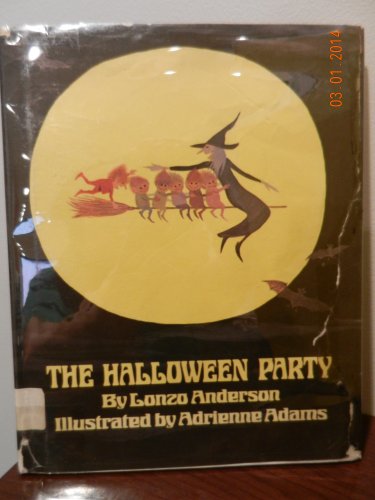 03.01.2014
THE HALLOWEEN PARTY
By Lonzo Anderson
Illustrated by Adrienne Adams